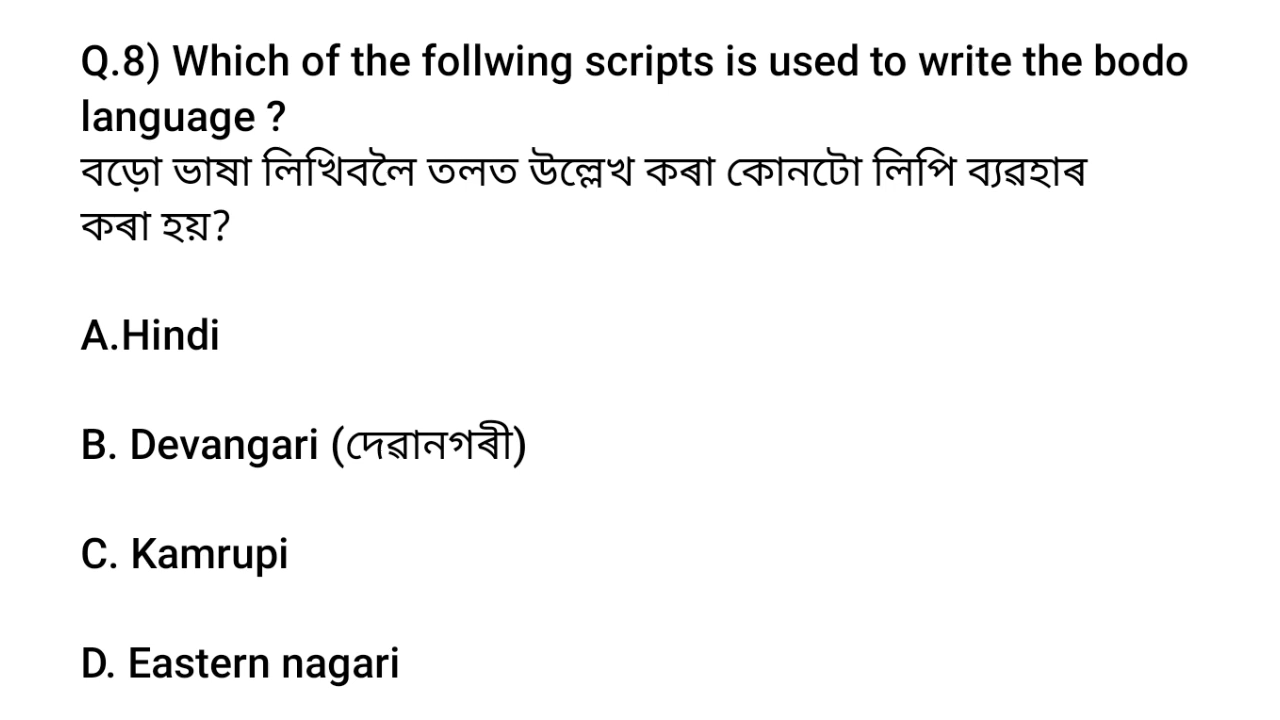 Q.8) Which of the follwing scripts is used to write the bodo
language ?
বড়ো ভাষা লিখিবলৈ তলত উল্লেখ কৰা কোনটো লিপি ব্যৱহাৰ
কৰা হয়?
A.Hindi
B. Devangari (দেৱানগৰী)
C. Kamrupi
D. Eastern nagari